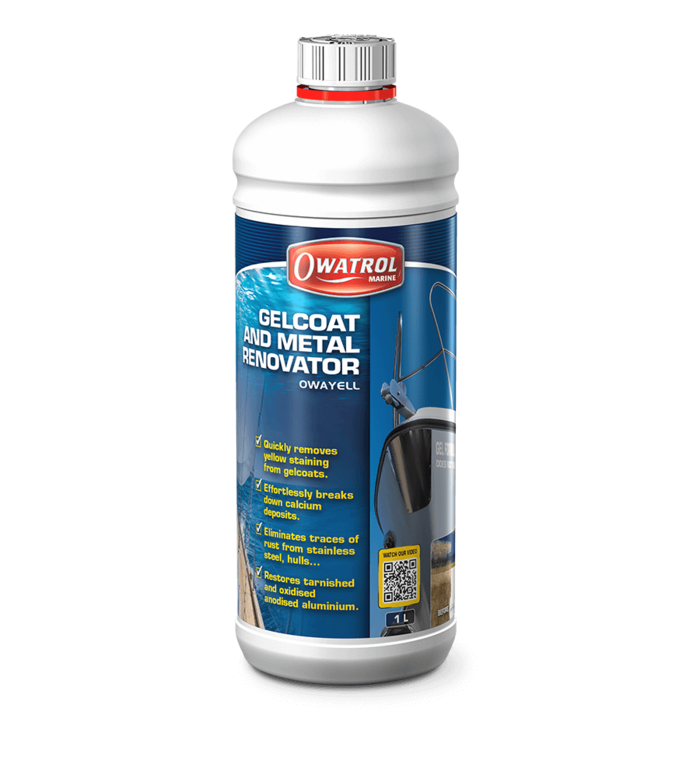 OWATROL
MARINE
GELCOAT
AND METAL
RENOVATOR
OWAYELL
Quickly removes
yellow staining
from gelcoats.
Effortlessly breaks
down calcium
deposits.
Eliminates traces of
rust from stainless
steel, hulls...
Restores tarnished
and oxidised
anodised aluminium.
WATCH OUR VIDEO
1 L